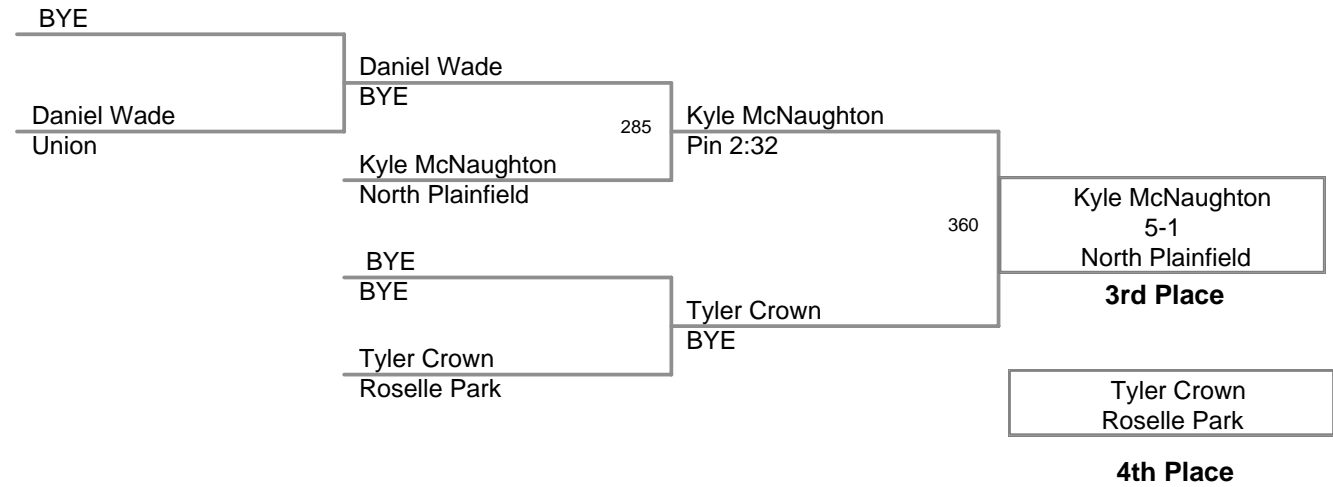 BYE
Daniel Wade
Union
Daniel Wade
BYE
285
Kyle McNaughton
North Plainfield
BYE
BYE
Tyler Crown
Roselle Park
Kyle McNaughton
Pin 2:32
360
Tyler Crown
BYE
Kyle McNaughton
5-1
North Plainfield
3rd Place
Tyler Crown
Roselle Park
4th Place